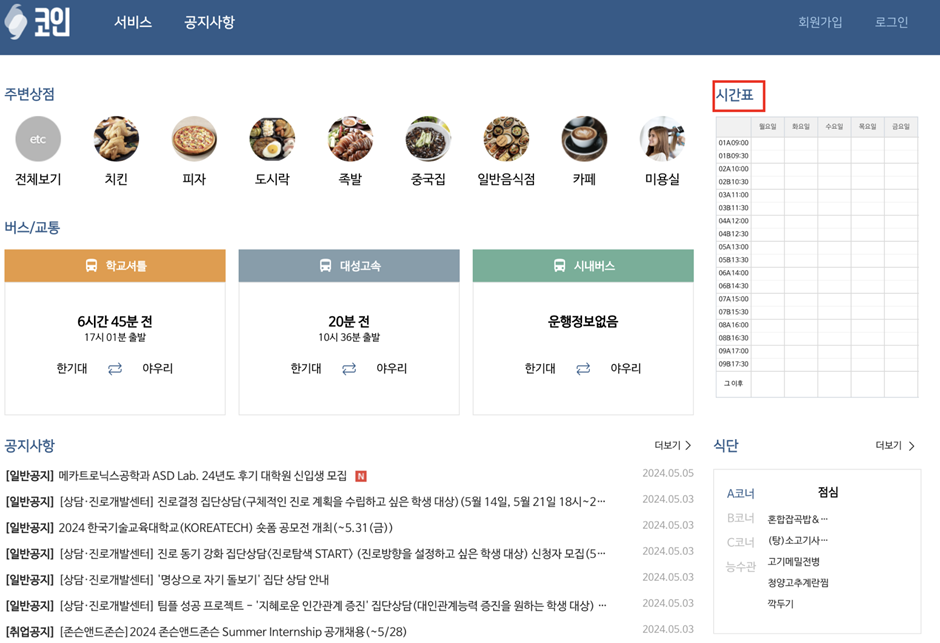 코인
서비스 공지사항 회원가입 로그인
주변상점
etc
전체보기 치킨 피자 도시락 족발 중국집 일반음식점 카페 미용실
버스/교통
학교셔틀
6시간 45분 전
17시 01분 출발
한기대 야우리
대성고속
20분 전
10시 36분 출발
한기대 야우리
시내버스
운행정보없음
한기대 야우리
시간표
월요일 화요일 수요일 목요일 금요일
01A09:00
01B09:30
02A10:00
02B10:30
03A11:00
03B11:30
04A12:00
04B12:30
05A13:00
05B13:30
06A14:00
06B14:30
07A15:00
07B15:30
08A16:00
08B16:30
09A17:00
09B17:30
그 이후
공지사항 더보기
[일반공지] 메카트로닉스공학과 ASD Lab. 24년도 후기 대학원 신입생 모집 N 2024.05.05
[일반공지] [상담·진로개발센터] 진로결정 집단상담(구체적인 진로 계획을 수립하고 싶은 학생 대상) (5월 14일, 5월 21일 18시~2… 2024.05.03
[일반공지] 2024 한국기술교육대학교(KOREATECH) 숏폼 공모전 개최(~5.31(금)) 2024.05.03
[일반공지] [상담·진로개발센터] 진로 동기 강화 집단상담<진로탐색 START> (진로방향을 설정하고 싶은 학생 대상) 신청자 모집(5… 2024.05.03
[일반공지] [상담·진로개발센터] '명상으로 자기 돌보기' 집단 상담 안내 2024.05.03
[일반공지] [상담·진로개발센터] 팀플 성공 프로젝트 - '지혜로운 인간관계 증진' 집단상담(대인관계능력 증진을 원하는 학생 대상) … 2024.05.03
[취업공지] [존슨앤드존슨]2024 존슨앤드존슨 Summer Internship 공개채용(~5/28) 2024.05.03
식단 더보기
A코너
B코너
C코너
능수관
점심
혼합잡곡밥&…
(탕)소고기사…
고기메밀전병
청양고추계란찜
깍두기